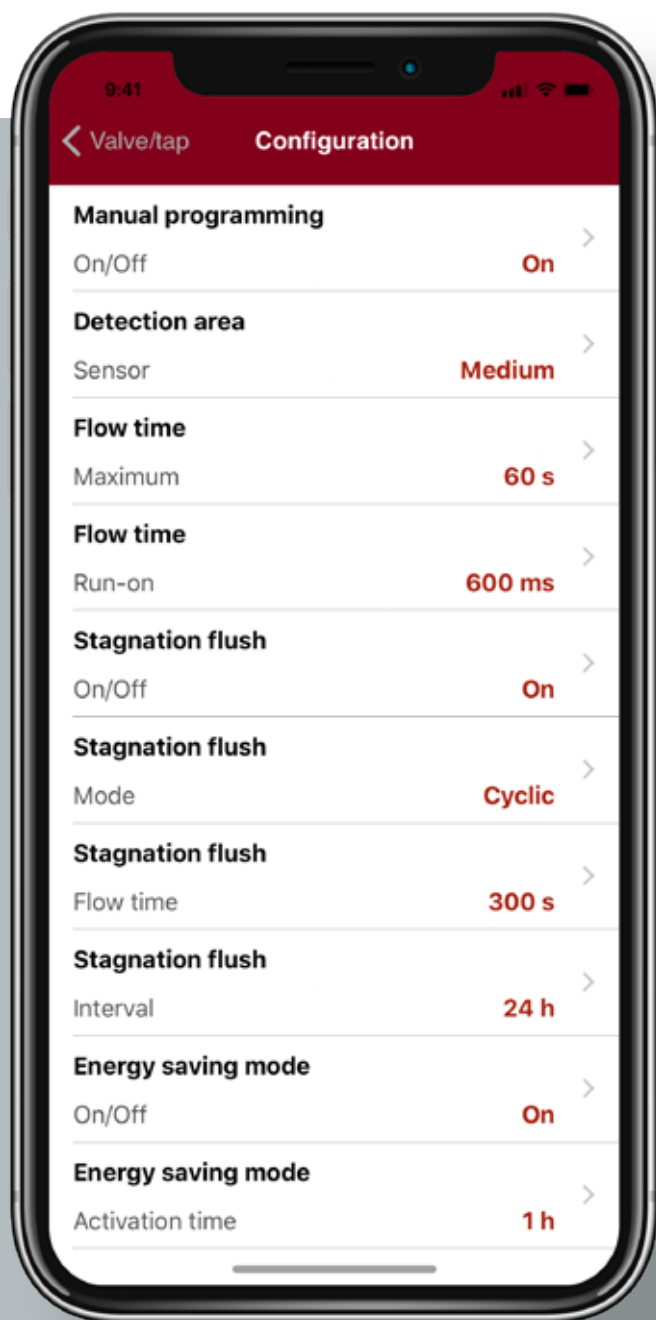 9:41
Valve/tap Configuration
Manual programming
On/Off On
Detection area
Sensor Medium
Flow time
Maximum 60 s
Flow time
Run-on 600 ms
Stagnation flush
On/Off On
Stagnation flush
Mode Cyclic
Stagnation flush
Flow time 300 s
Stagnation flush
Interval 24 h
Energy saving mode
On/Off On
Energy saving mode
Activation time 1 h